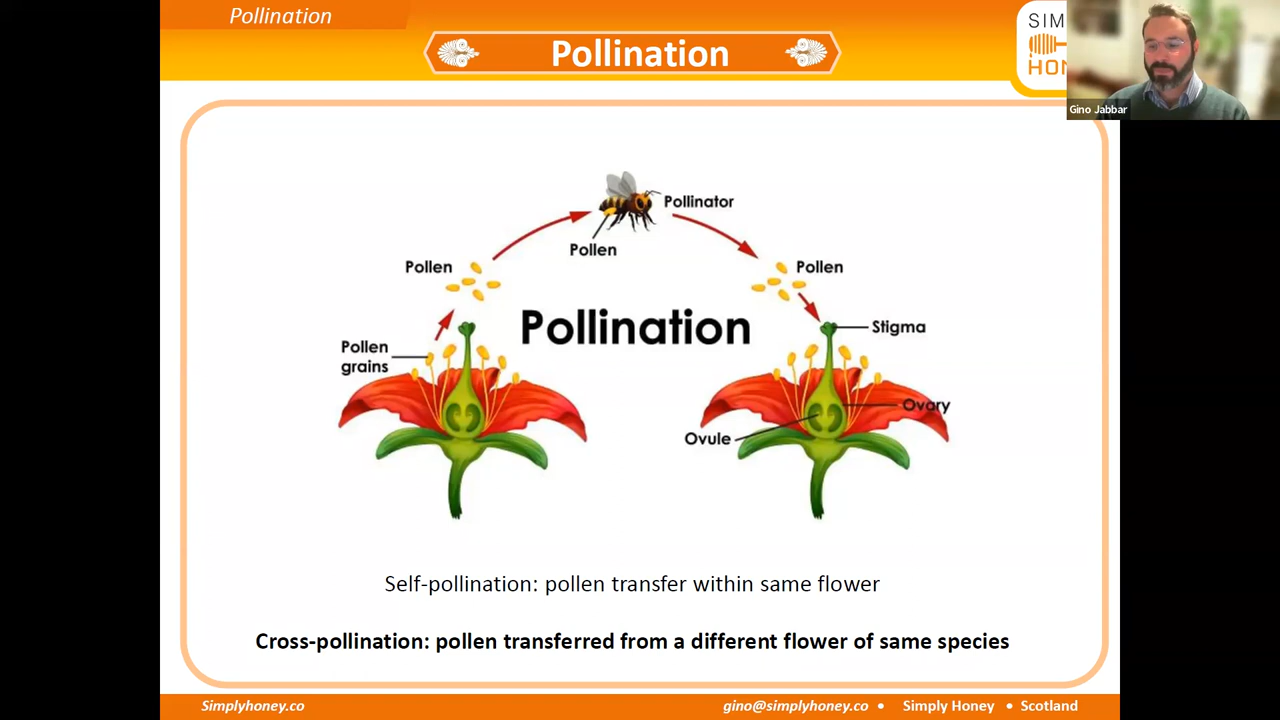 Pollination
Pollination
SIM
HON
Gino Jabbar
Pollinator
Pollen
Pollen
Pollen
Pollination
Stigma
Pollen
grains
Ovary
Ovule
Self-pollination: pollen transfer within same flower
Cross-pollination: pollen transferred from a different flower of same species
Simplyhoney.co
gino@simplyhoney.co • Simply Honey • Scotland